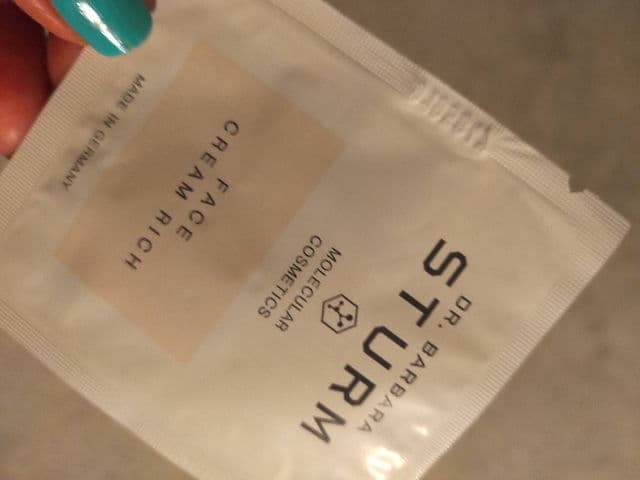 DR. BARBARA
STURM
MOLECULAR
COSMETICS
FACE
CREAM RICH
MADE IN GERMANY